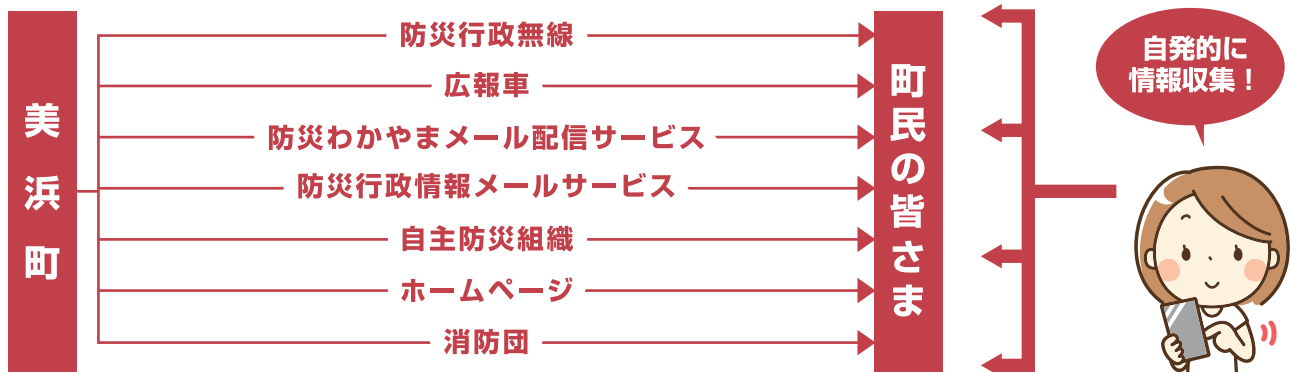 美浜町
防災行政無線
広報車
防災わかやまメール配信サービス
防災行政情報メールサービス
自主防災組織
ホームページ
消防団
町民の皆さま
自発的に
情報収集！